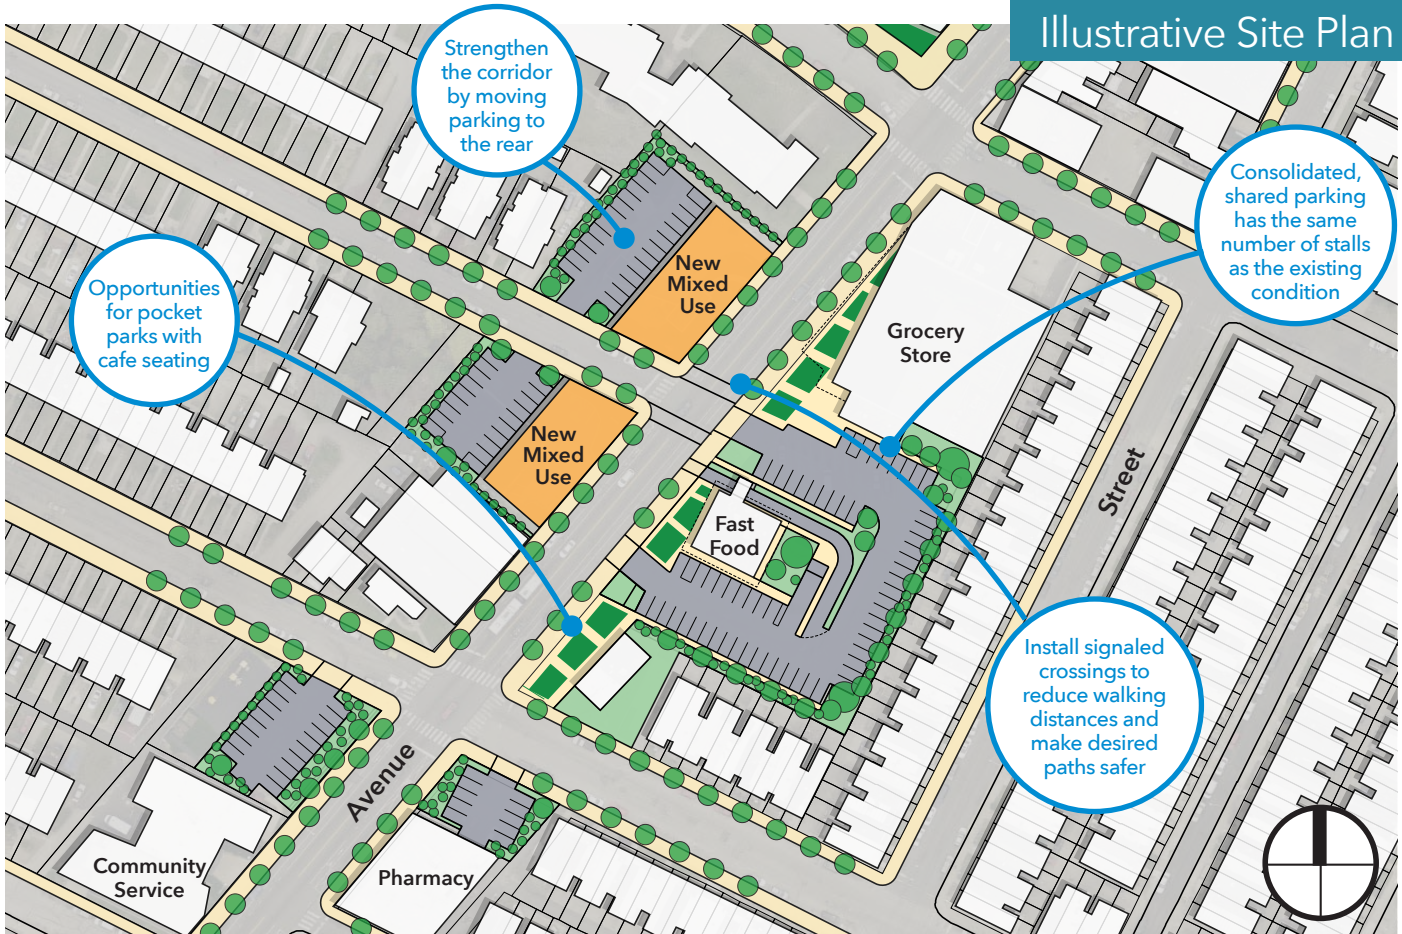 Illustrative Site Plan
Strengthen
the corridor
by moving
parking to
the rear
Consolidated,
shared parking
has the same
number of stalls
as the existing
condition
Opportunities
for pocket
parks with
cafe seating
New
Mixed
Use
Grocery
Store
New
Mixed
Use
Street
Fast
Food
Install signaled
crossings to
reduce walking
distances and
make desired
paths safer
Avenue
Community
Service
Pharmacy